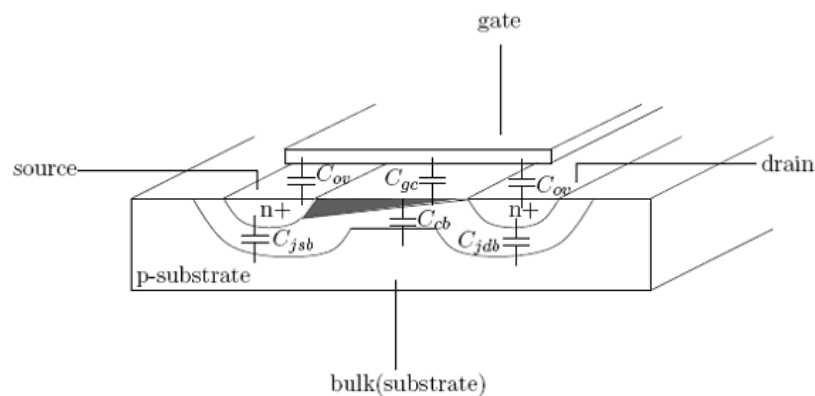 gate
source
drain
C_ov
C_gc
C_ov
n+
n+
C_cb
C_jsb
C_jdb
p-substrate
bulk(substrate)